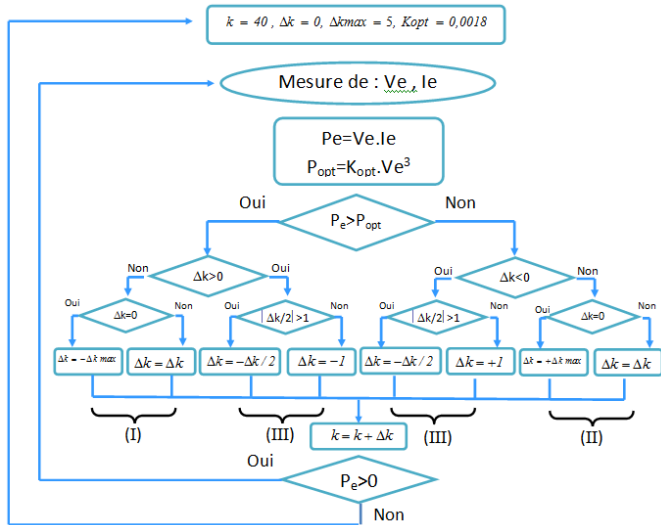 k = 40 , Δk = 0, Δkmax = 5, Kopt = 0,0018
Mesure de : Ve , Ie
Pe=Ve.Ie
Popt=Kopt.Ve³
Oui
Non
Pe>Popt
Non
Δk>0
Oui
Oui
Δk<0
Non
Oui
Δk=0
Non
Oui
|Δk/2| >1
Non
Oui
|Δk/2| >1
Non
Oui
Δk=0
Non
Δk = −Δk max
Δk = Δk
Δk = −Δk / 2
Δk = −1
Δk = −Δk / 2
Δk = +1
Δk = +Δk max
Δk = Δk
(I)
(III)
(III)
(II)
k = k + Δk
Oui
Pe>0
Non